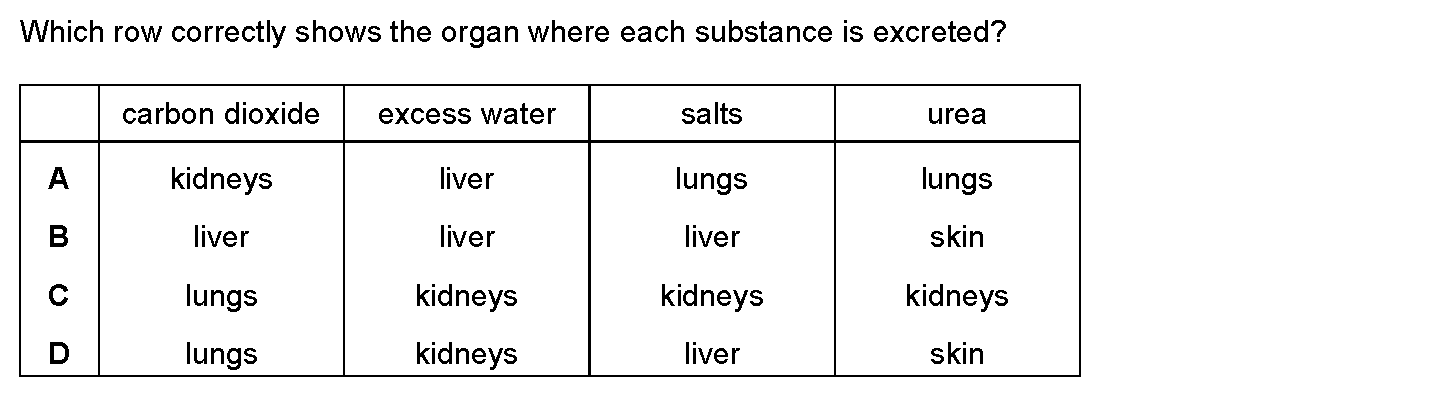 Which row correctly shows the organ where each substance is excreted?
carbon dioxide excess water salts urea
A kidneys liver lungs lungs
B liver liver liver skin
C lungs kidneys kidneys kidneys
D lungs kidneys liver skin